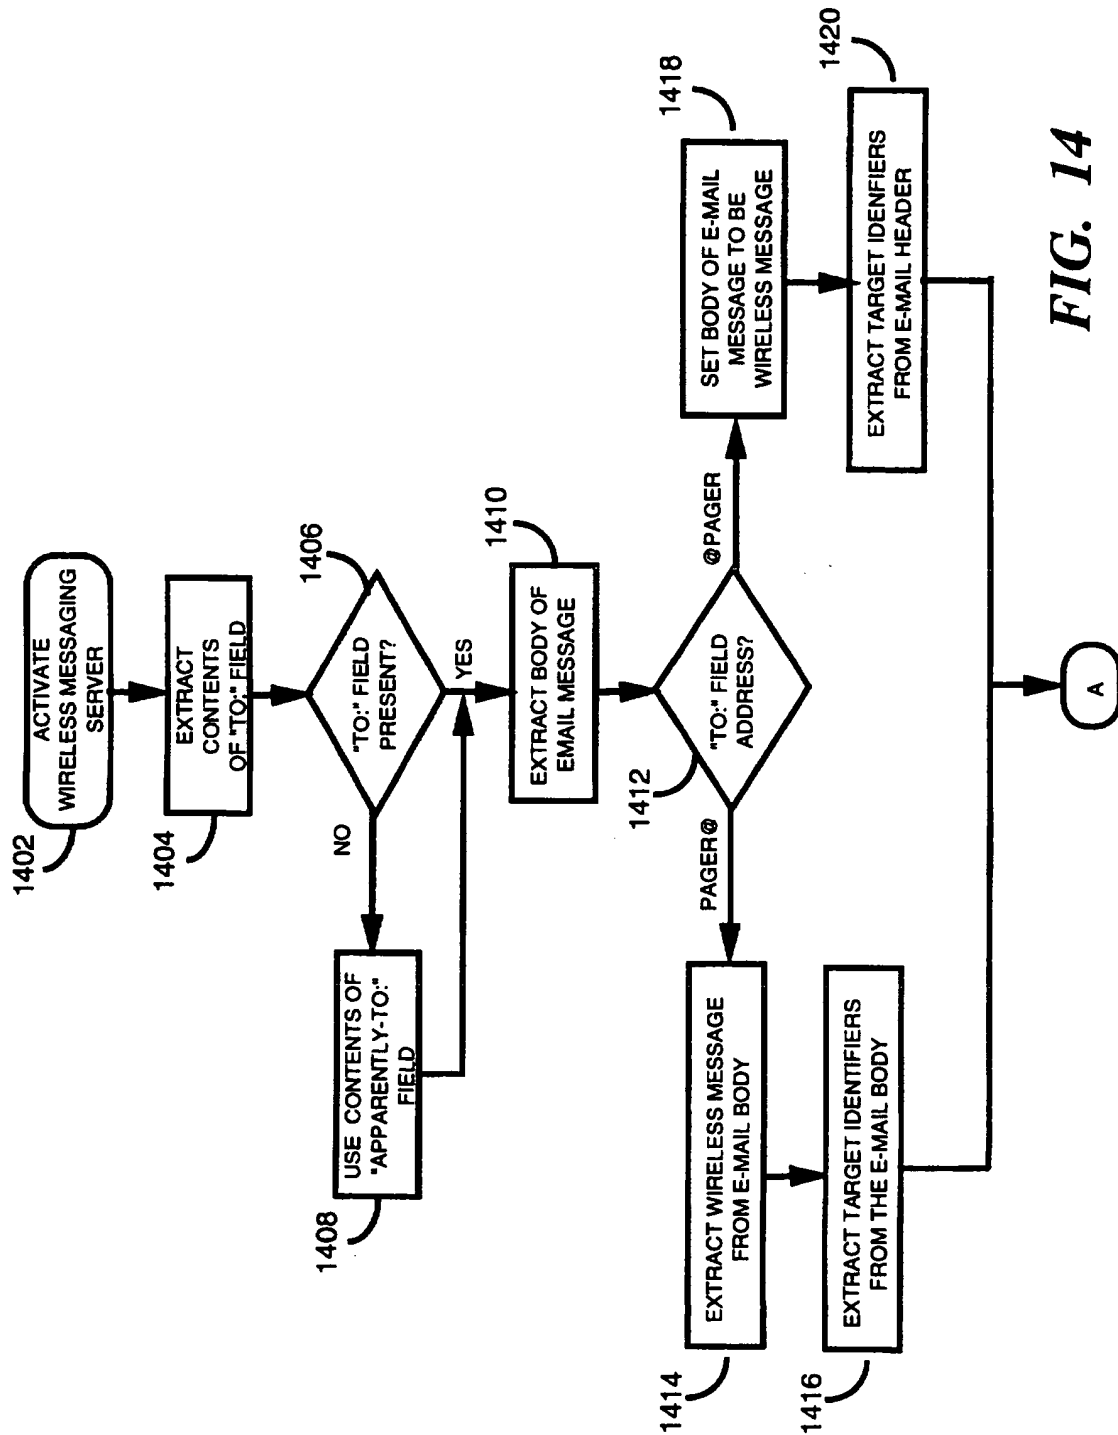 1402
ACTIVATE
WIRELESS MESSAGING
SERVER
1404
EXTRACT
CONTENTS
OF "TO:" FIELD
1406
"TO:" FIELD
PRESENT?
NO
YES
1408
USE CONTENTS OF
"APPARENTLY-TO:"
FIELD
1410
EXTRACT BODY OF
EMAIL MESSAGE
1412
"TO:" FIELD
ADDRESS?
PAGER@
@PAGER
1414
EXTRACT WIRELESS MESSAGE
FROM E-MAIL BODY
1416
EXTRACT TARGET IDENTIFIERS
FROM THE E-MAIL BODY
1418
SET BODY OF E-MAIL
MESSAGE TO BE
WIRELESS MESSAGE
1420
EXTRACT TARGET IDENFIERS
FROM E-MAIL HEADER
A
FIG. 14